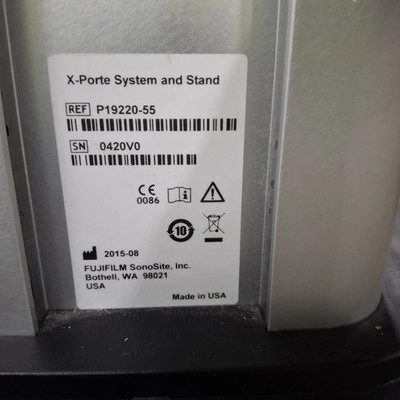 X-Porte System and Stand
REF P19220-55
SN 0420V0
CE
0086
10
2015-08
FUJIFILM SonoSite, Inc.
Bothell, WA 98021
USA
Made in USA